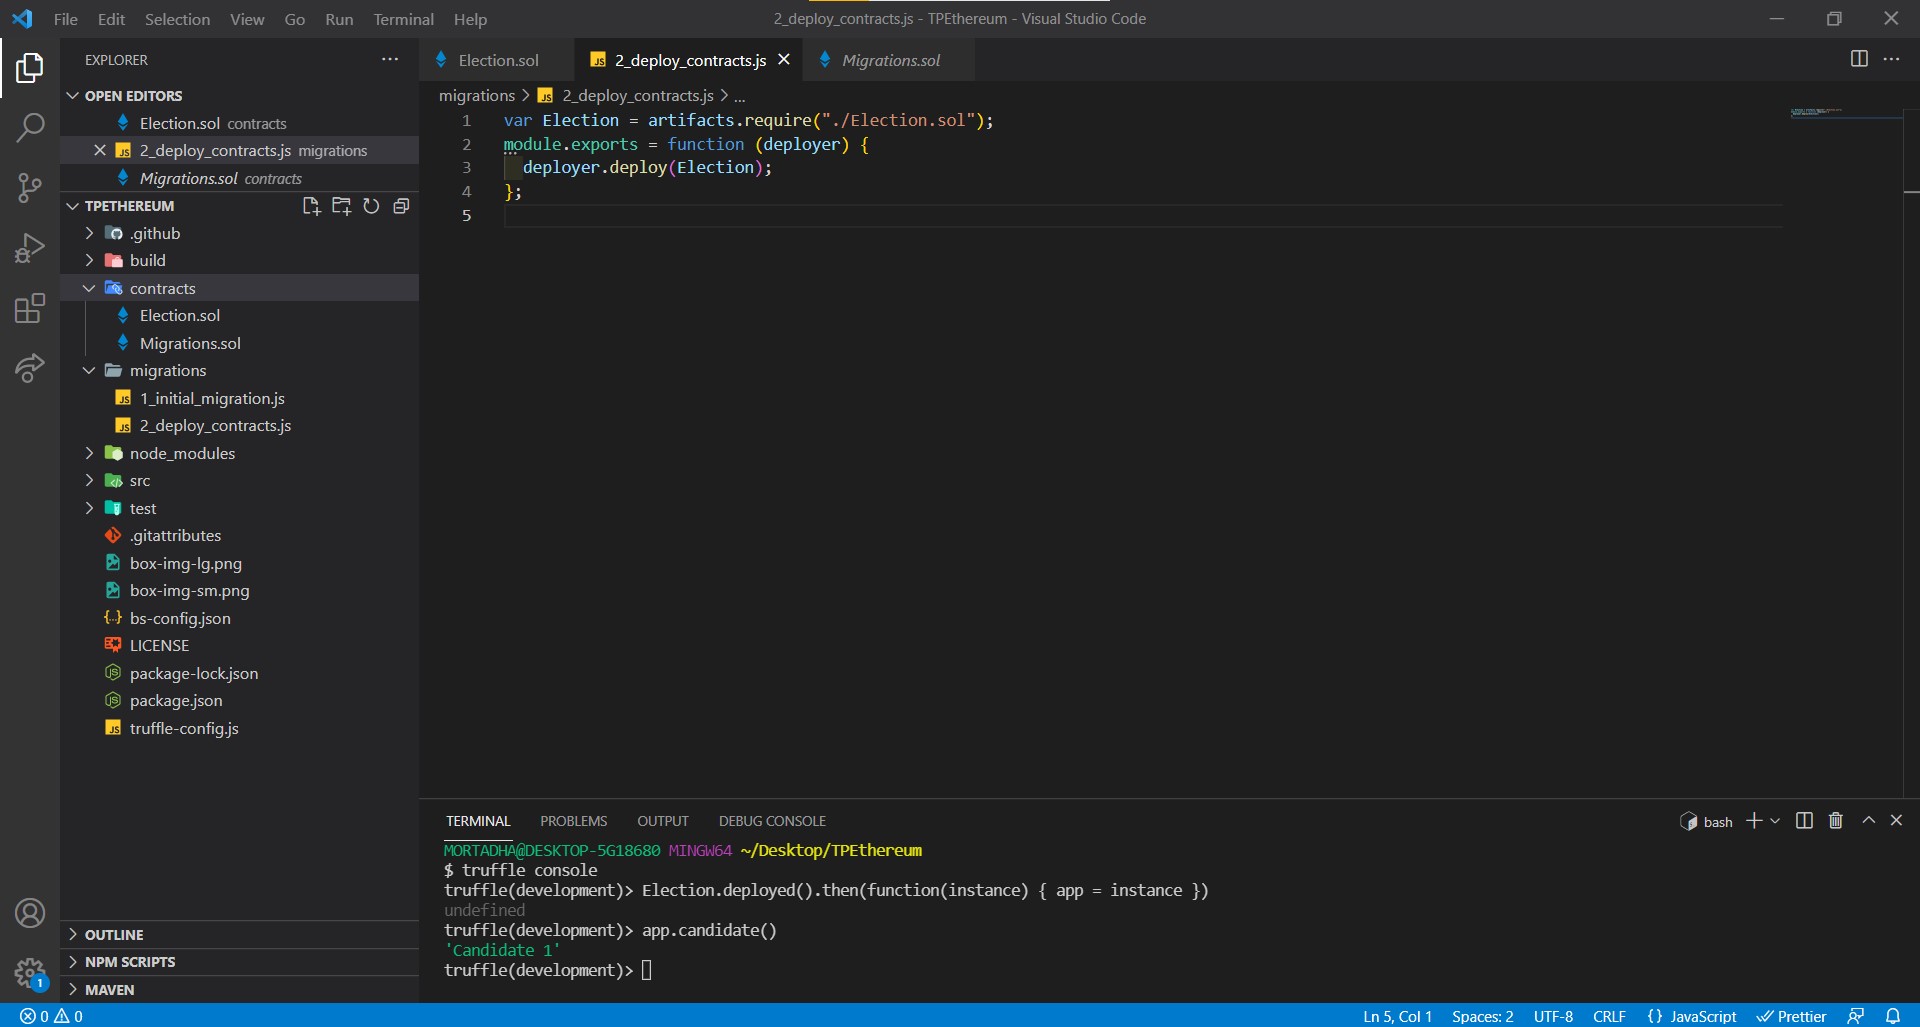 File Edit Selection View Go Run Terminal Help
2_deploy_contracts.js - TPEthereum - Visual Studio Code
EXPLORER
OPEN EDITORS
Election.sol contracts
2_deploy_contracts.js migrations
Migrations.sol contracts
TPETHEREUM
.github
build
contracts
Election.sol
Migrations.sol
migrations
1_initial_migration.js
2_deploy_contracts.js
node_modules
src
test
.gitattributes
box-img-lg.png
box-img-sm.png
bs-config.json
LICENSE
package-lock.json
package.json
truffle-config.js
OUTLINE
NPM SCRIPTS
MAVEN
1
Election.sol
2_deploy_contracts.js
Migrations.sol
migrations > 2_deploy_contracts.js > ...
1 var Election = artifacts.require("./Election.sol");
2 module.exports = function (deployer) {
3 deployer.deploy(Election);
4 };
5
TERMINAL PROBLEMS OUTPUT DEBUG CONSOLE
bash
MORTADHA@DESKTOP-5G18680 MINGW64 ~/Desktop/TPEthereum
$ truffle console
truffle(development)> Election.deployed().then(function(instance) { app = instance })
undefined
truffle(development)> app.candidate()
'Candidate 1'
truffle(development)>
0 0
Ln 5, Col 1 Spaces: 2 UTF-8 CRLF {} JavaScript Prettier